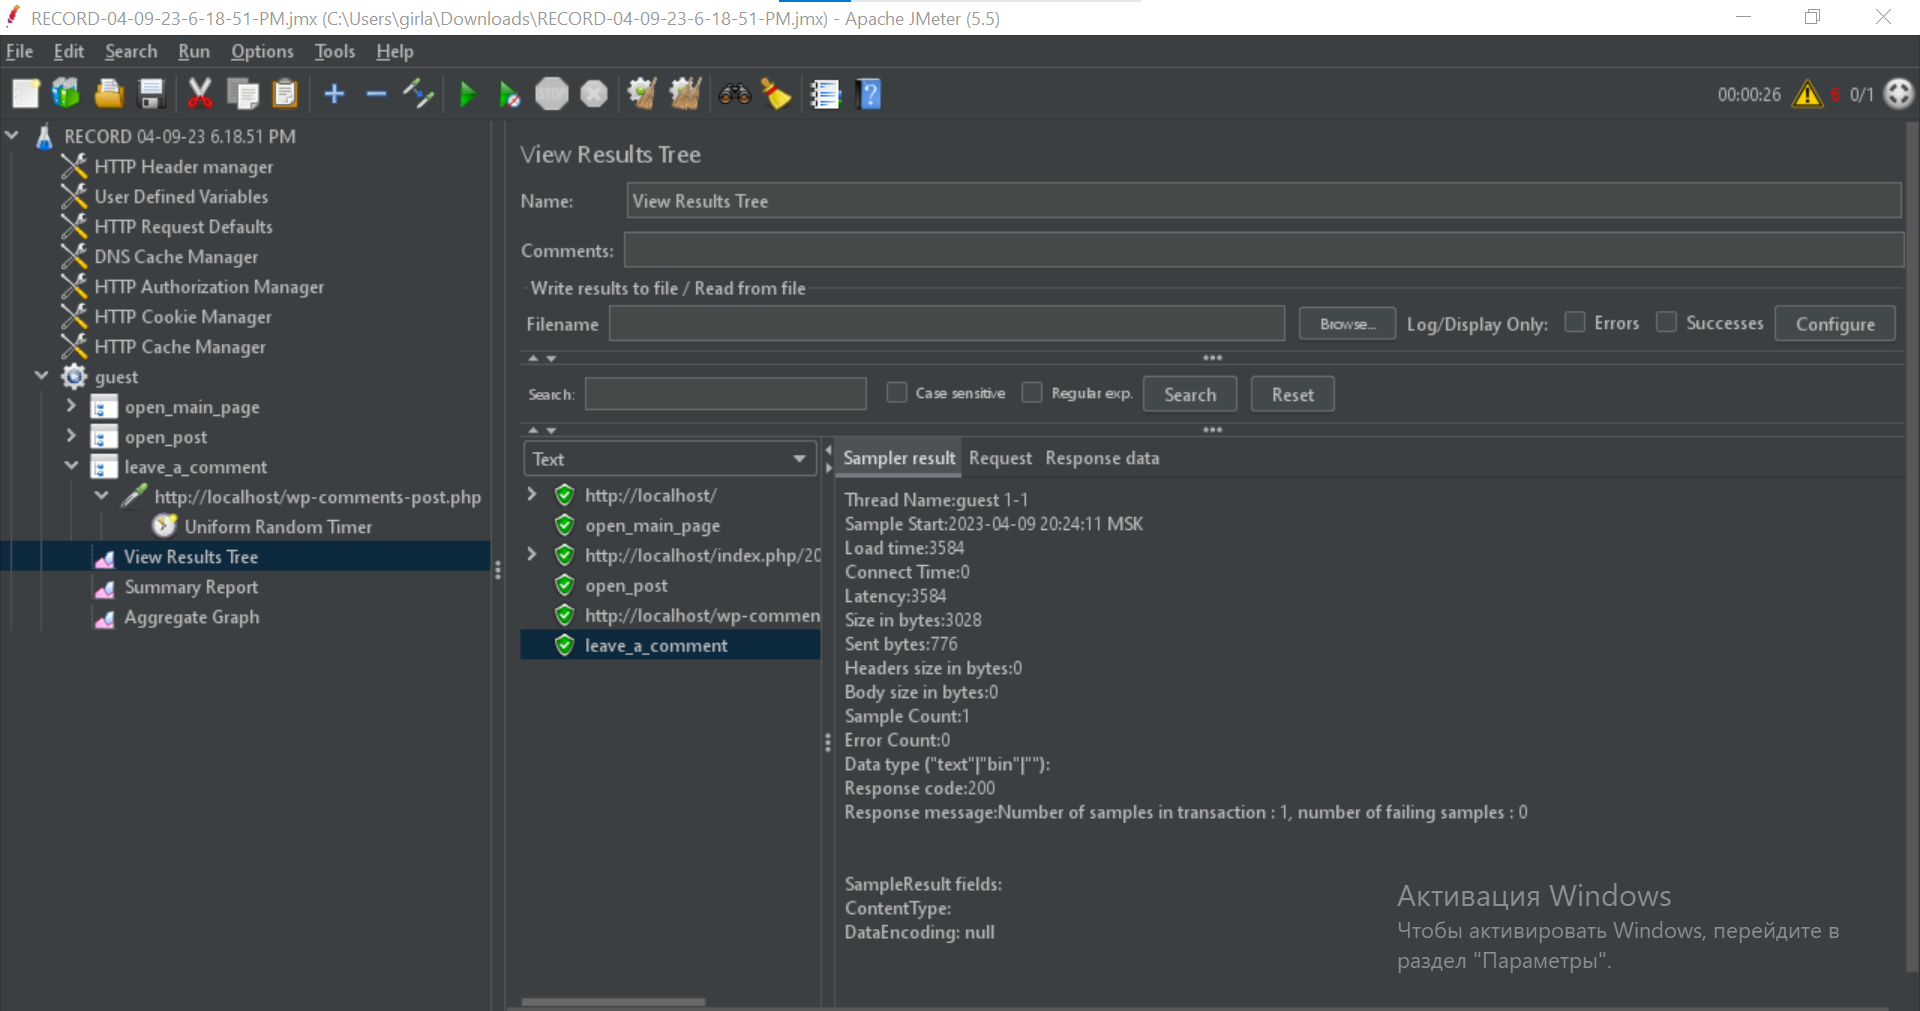 RECORD-04-09-23-6-18-51-PM.jmx (C:\Users\girla\Downloads\RECORD-04-09-23-6-18-51-PM.jmx) - Apache JMeter (5.5)
File Edit Search Run Options Tools Help
STOP
00:00:26 6 0/1
RECORD 04-09-23 6.18.51 PM
HTTP Header manager
User Defined Variables
HTTP Request Defaults
DNS Cache Manager
HTTP Authorization Manager
HTTP Cookie Manager
HTTP Cache Manager
guest
open_main_page
open_post
leave_a_comment
http://localhost/wp-comments-post.php
Uniform Random Timer
View Results Tree
Summary Report
Aggregate Graph
View Results Tree
Name: View Results Tree
Comments:
Write results to file / Read from file
Filename Browse... Log/Display Only: Errors Successes Configure
Search: Case sensitive Regular exp. Search Reset
Text
http://localhost/
open_main_page
http://localhost/index.php/20
open_post
http://localhost/wp-commen
leave_a_comment
Sampler result Request Response data
Thread Name:guest 1-1
Sample Start:2023-04-09 20:24:11 MSK
Load time:3584
Connect Time:0
Latency:3584
Size in bytes:3028
Sent bytes:776
Headers size in bytes:0
Body size in bytes:0
Sample Count:1
Error Count:0
Data type ("text"|"bin"|""):
Response code:200
Response message:Number of samples in transaction : 1, number of failing samples : 0
SampleResult fields:
ContentType:
DataEncoding: null
Активация Windows
Чтобы активировать Windows, перейдите в
раздел "Параметры".